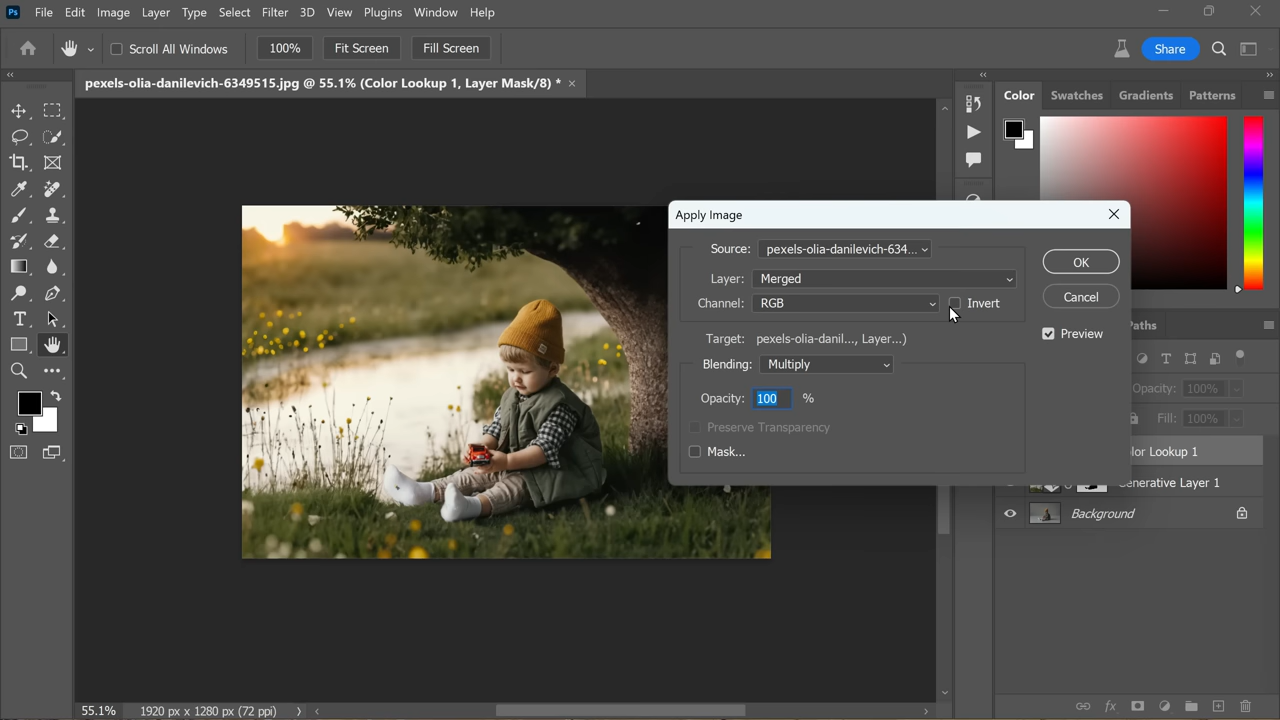 Ps File Edit Image Layer Type Select Filter 3D View Plugins Window Help
Scroll All Windows 100% Fit Screen Fill Screen Share
pexels-olia-danilevich-6349515.jpg @ 55.1% (Color Lookup 1, Layer Mask/8) *
Color Swatches Gradients Patterns
Apply Image
Source: pexels-olia-danilevich-634...
Layer: Merged
Channel: RGB Invert
Target: pexels-olia-danil..., Layer...)
Blending: Multiply
Opacity: 100 %
Preserve Transparency
Mask...
OK
Cancel
Preview
Paths
Opacity: 100%
Fill: 100%
lor Lookup 1
Generative Layer 1
Background
55.1% 1920 px x 1280 px (72 ppi)